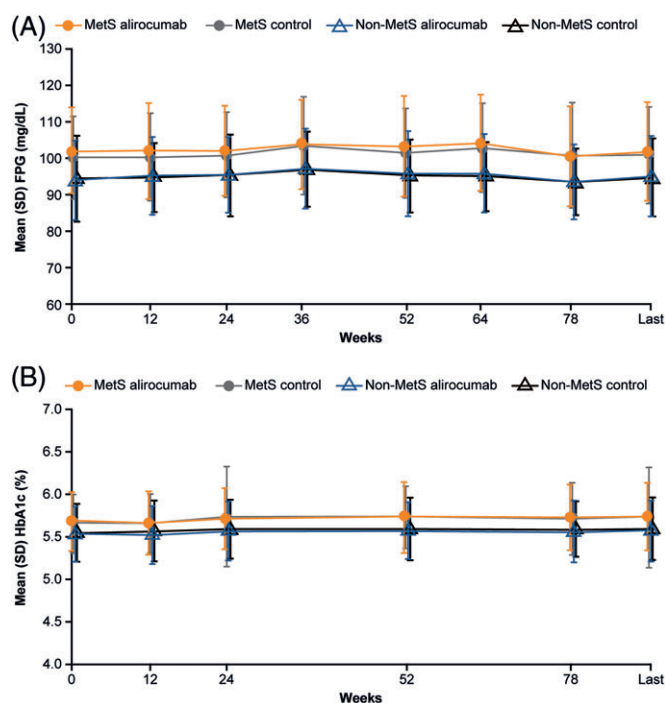 (A)
MetS alirocumab MetS control Non-MetS alirocumab Non-MetS control
Mean (SD) FPG (mg/dL)
130
120
110
100
90
80
70
60
0 12 24 36 52 64 78 Last
Weeks
(B)
MetS alirocumab MetS control Non-MetS alirocumab Non-MetS control
Mean (SD) HbA1c (%)
7.0
6.5
6.0
5.5
5.0
4.5
4.0
0 12 24 52 78 Last
Weeks